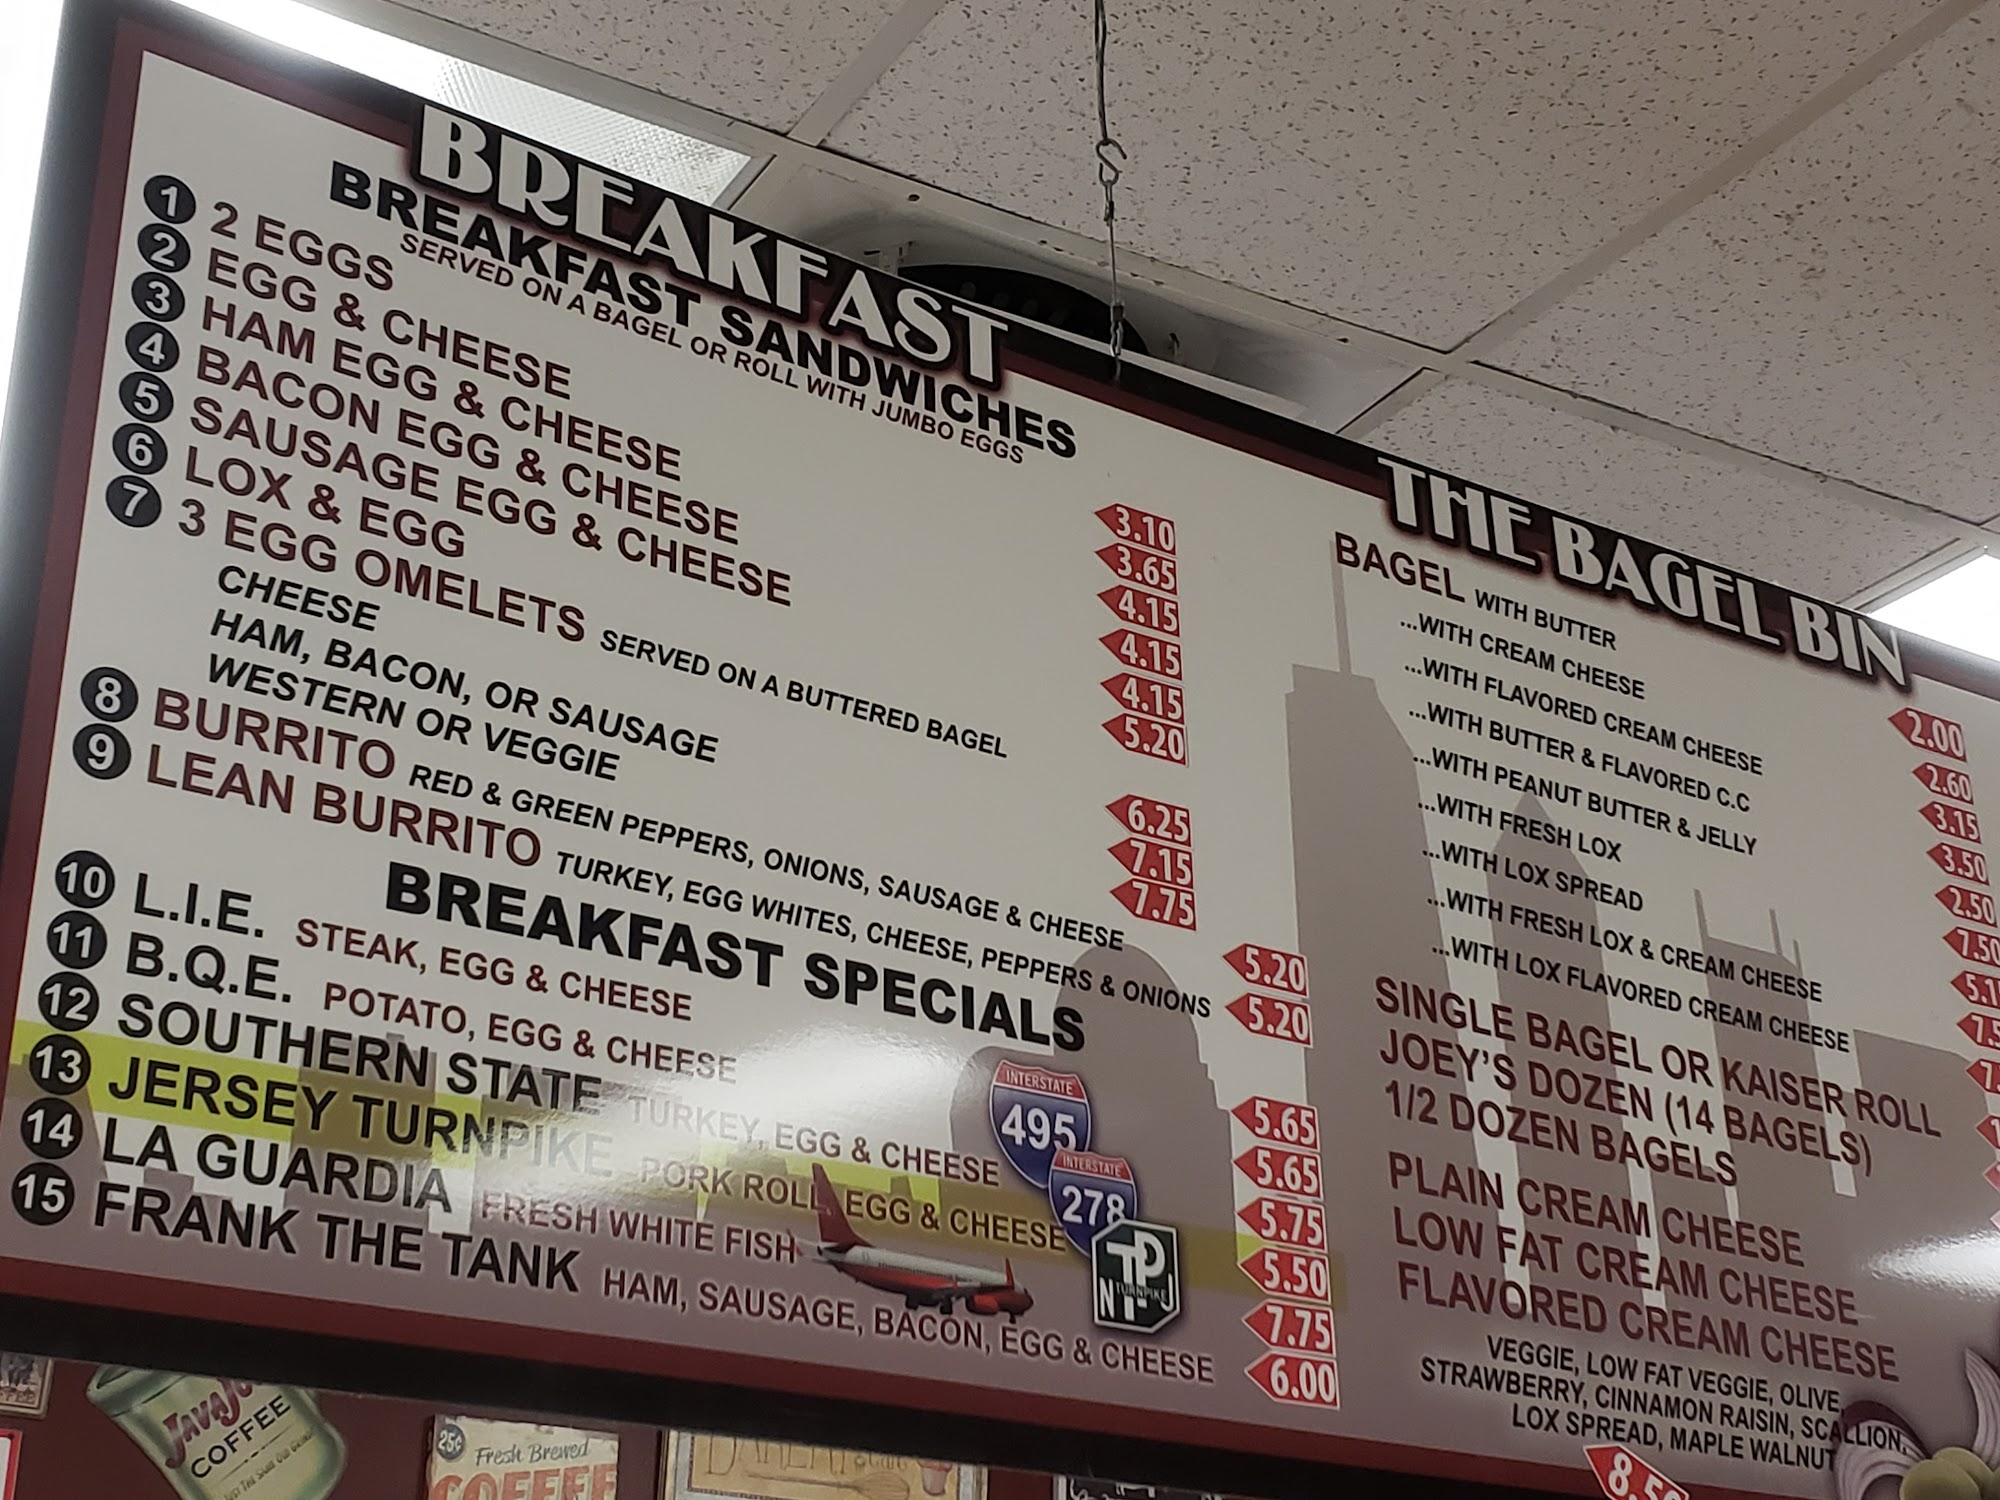 BREAKFAST
BREAKFAST SANDWICHES
SERVED ON A BAGEL OR ROLL WITH JUMBO EGGS
1 2 EGGS 3.10
2 EGG & CHEESE 3.65
3 HAM EGG & CHEESE 4.15
4 BACON EGG & CHEESE 4.15
5 SAUSAGE EGG & CHEESE 4.15
6 LOX & EGG 5.20
7 3 EGG OMELETS SERVED ON A BUTTERED BAGEL
CHEESE 6.25
HAM, BACON, OR SAUSAGE 7.15
WESTERN OR VEGGIE 7.75
8 BURRITO RED & GREEN PEPPERS, ONIONS, SAUSAGE & CHEESE 5.20
9 LEAN BURRITO TURKEY, EGG WHITES, CHEESE, PEPPERS & ONIONS 5.20
BREAKFAST SPECIALS
10 L.I.E. STEAK, EGG & CHEESE 5.65
11 B.Q.E. POTATO, EGG & CHEESE 5.65
12 SOUTHERN STATE TURKEY, EGG & CHEESE 5.75
13 JERSEY TURNPIKE PORK ROLL, EGG & CHEESE 5.50
14 LA GUARDIA FRESH WHITE FISH 7.75
15 FRANK THE TANK HAM, SAUSAGE, BACON, EGG & CHEESE 6.00
INTERSTATE
495
INTERSTATE
278
NTPJ
TURNPIKE
THE BAGEL BIN
BAGEL WITH BUTTER 2.00
...WITH CREAM CHEESE 2.60
...WITH FLAVORED CREAM CHEESE 3.15
...WITH BUTTER & FLAVORED C.C 3.50
...WITH PEANUT BUTTER & JELLY 2.50
...WITH FRESH LOX 7.50
...WITH LOX SPREAD 5.1
...WITH FRESH LOX & CREAM CHEESE 7.5
...WITH LOX FLAVORED CREAM CHEESE 7.
SINGLE BAGEL OR KAISER ROLL 1
JOEY'S DOZEN (14 BAGELS)
1/2 DOZEN BAGELS
PLAIN CREAM CHEESE
LOW FAT CREAM CHEESE
FLAVORED CREAM CHEESE
VEGGIE, LOW FAT VEGGIE, OLIVE,
STRAWBERRY, CINNAMON RAISIN, SCALLION,
LOX SPREAD, MAPLE WALNUT
8.5
COFFEE
25¢
Fresh Brewed
COFFEE